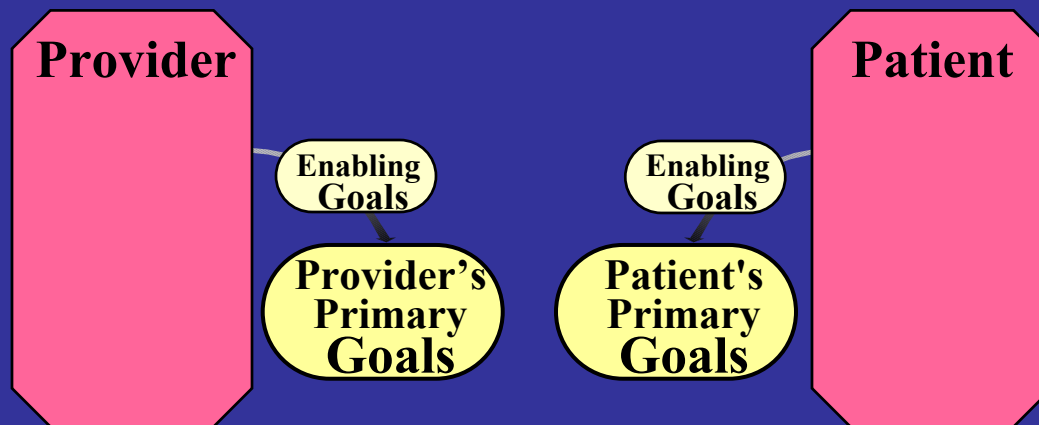 Provider
Patient
Enabling
Goals
Enabling
Goals
Provider’s
Primary
Goals
Patient's
Primary
Goals